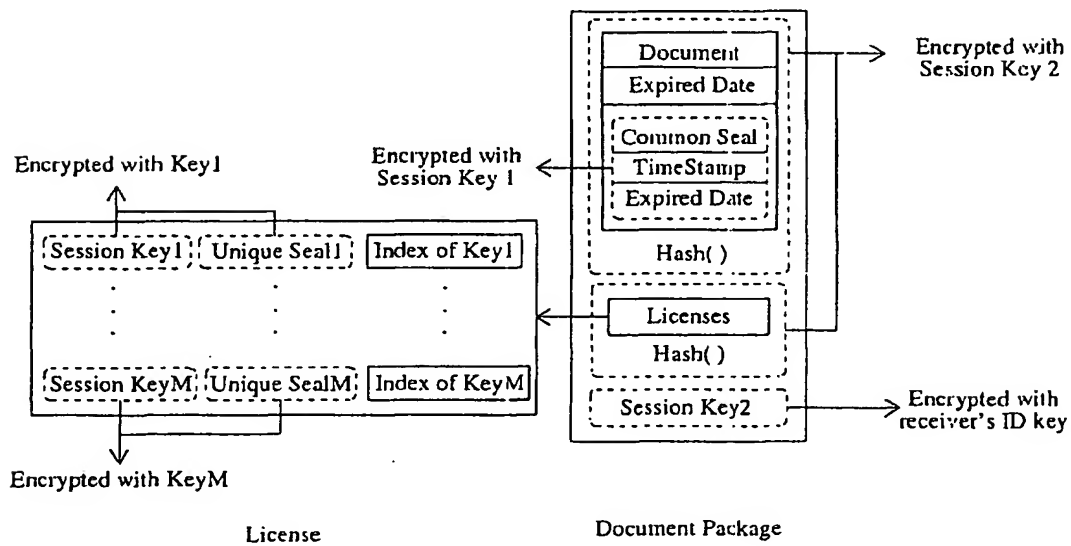 Document
Expired Date
Common Seal
TimeStamp
Expired Date
Hash( )
Licenses
Hash( )
Session Key2
Encrypted with
Session Key 2
Encrypted with
Session Key 1
Encrypted with
receiver's ID key
Encrypted with Key1
Session Key1 Unique Seal1 Index of Key1
Session KeyM Unique SealM Index of KeyM
Encrypted with KeyM
License
Document Package